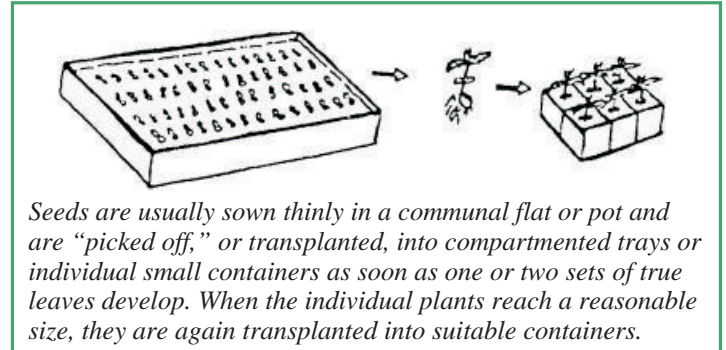 Seeds are usually sown thinly in a communal flat or pot and
are “picked off,” or transplanted, into compartmented trays or
individual small containers as soon as one or two sets of true
leaves develop. When the individual plants reach a reasonable
size, they are again transplanted into suitable containers.